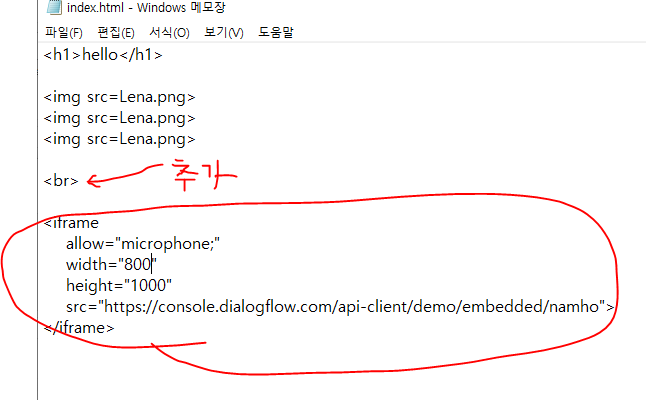 index.html - Windows 메모장
파일(F) 편집(E) 서식(O) 보기(V) 도움말
<h1>hello</h1>
<img src=Lena.png>
<img src=Lena.png>
<img src=Lena.png>
<br> 추가
<iframe
allow="microphone;"
width="800"
height="1000"
src="https://console.dialogflow.com/api-client/demo/embedded/namho">
</iframe>